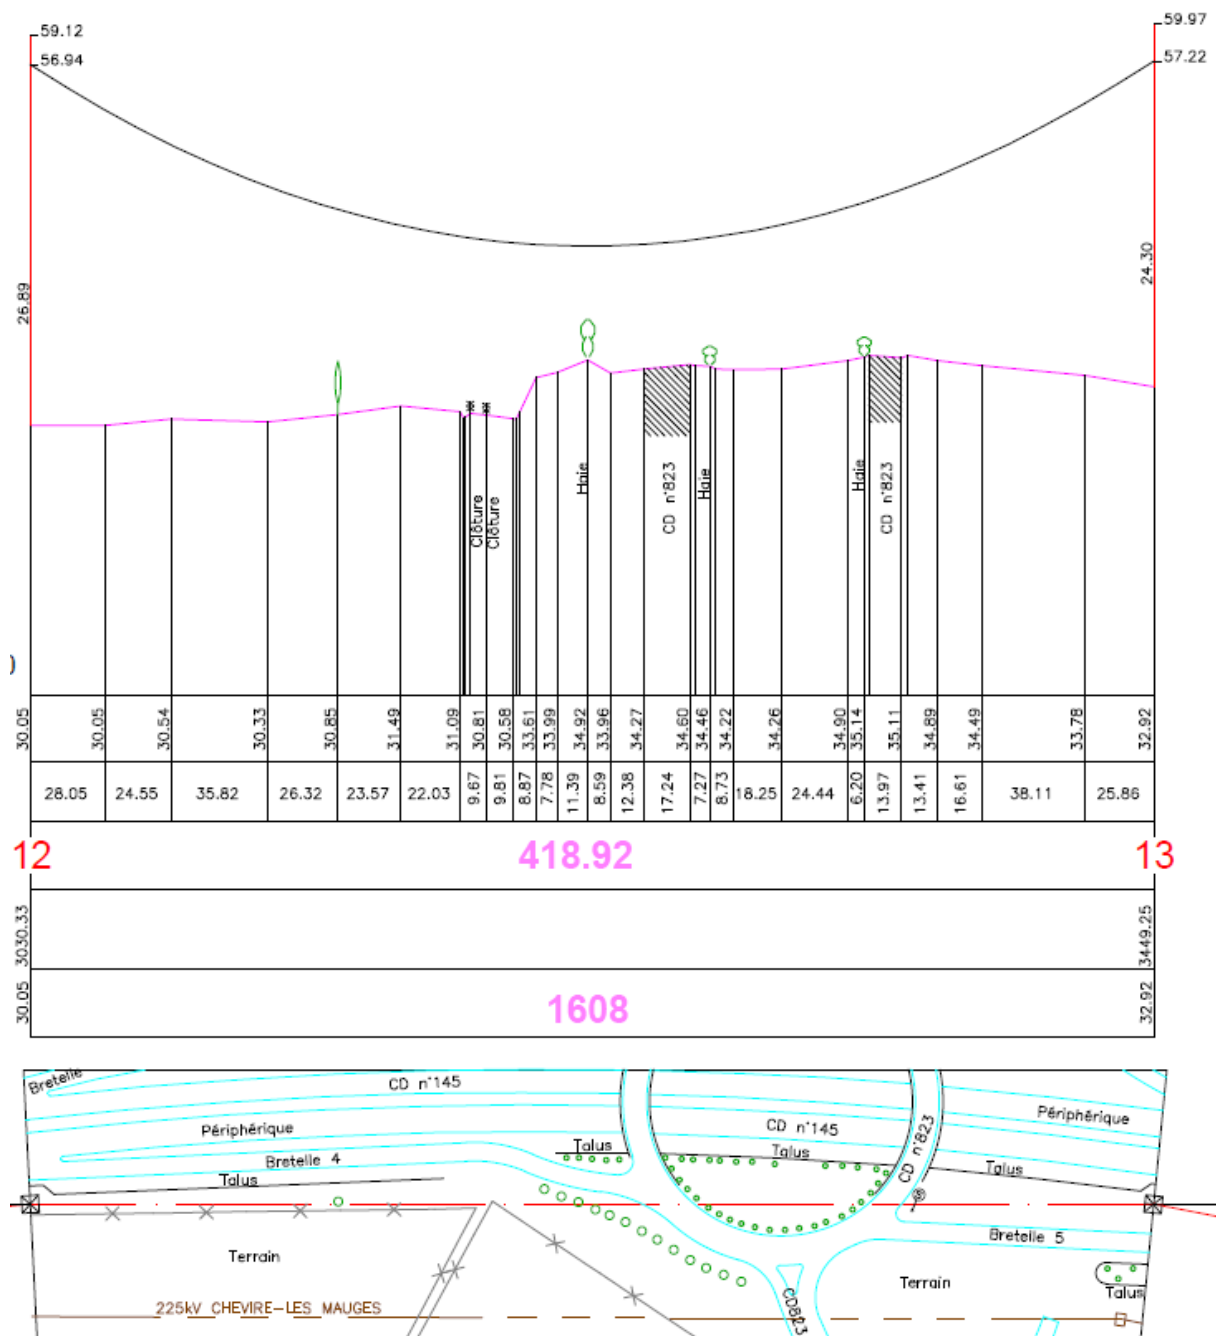 59.12
56.94
59.97
57.22
26.89
24.30
Clôture
Clôture
Haie
CD n°823
Haie
Haie
CD n°823
)
30.05 30.05 30.54 30.33 30.85 31.49 31.09 30.81 30.58 33.61 33.99 34.92 33.96 34.27 34.60 34.46 34.22 34.26 34.90 35.14 35.11 34.89 34.49 33.78 32.92
28.05 24.55 35.82 26.32 23.57 22.03 9.67 9.81 8.87 7.78 11.39 8.59 12.38 17.24 7.27 8.73 18.25 24.44 6.20 13.97 13.41 16.61 38.11 25.86
12 418.92 13
3030.33 3449.25
30.05 1608 32.92
Bretelle
CD n°145
Périphérique
Périphérique
CD n°145
CD n°823
Talus
Talus
Bretelle 4
Talus
Talus
Bretelle 5
Terrain
Terrain
Talus
225kV CHEVIRE-LES MAUGES
CD823